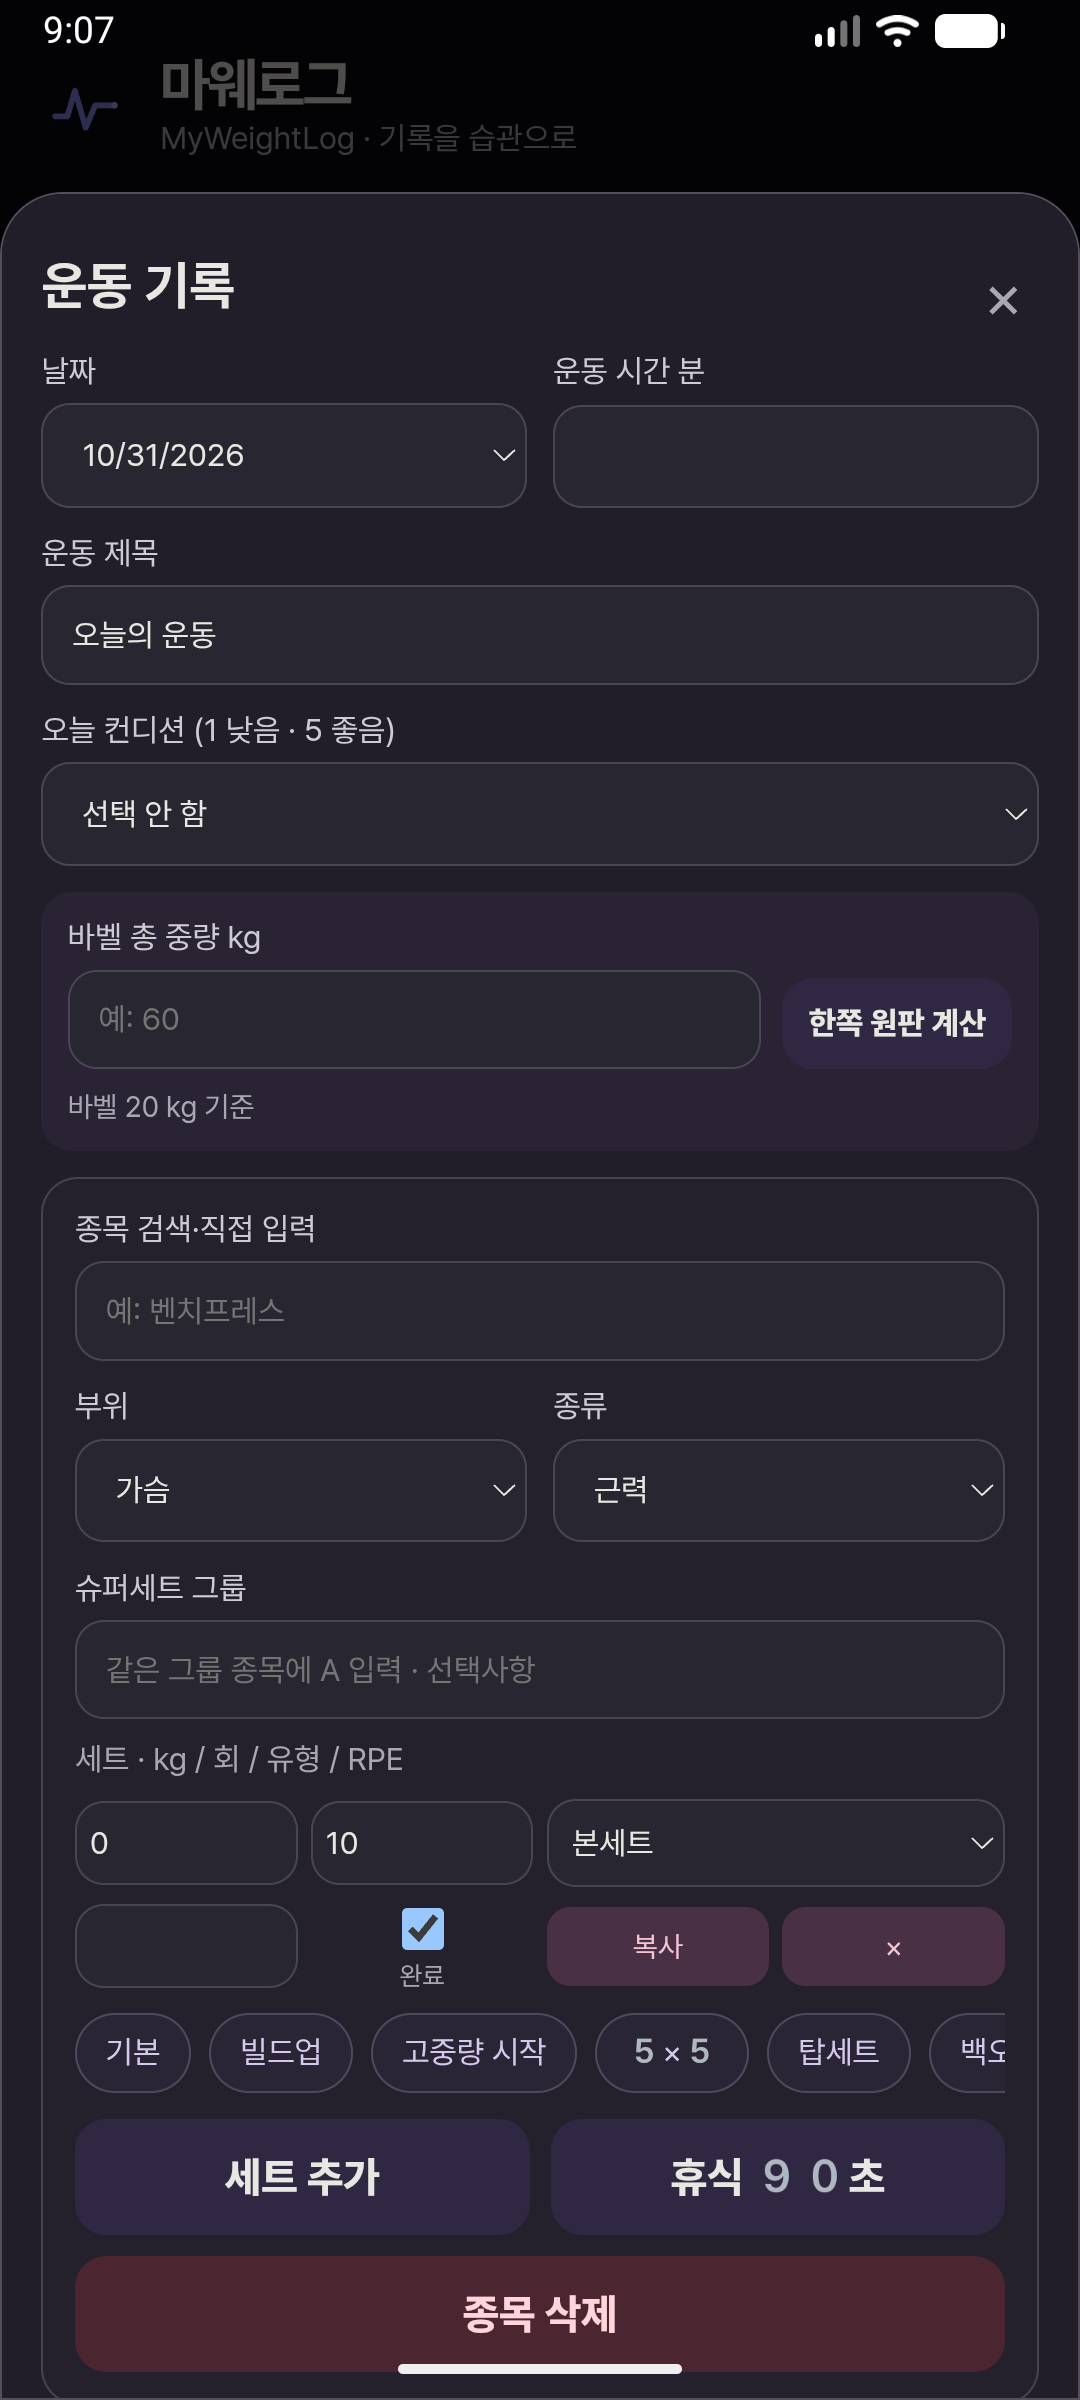 9:07
마웨로그
MyWeightLog · 기록을 습관으로
운동 기록
×
날짜
운동 시간 분
10/31/2026
운동 제목
오늘의 운동
오늘 컨디션 (1 낮음 · 5 좋음)
선택 안 함
바벨 총 중량 kg
예: 60
한쪽 원판 계산
바벨 20 kg 기준
종목 검색·직접 입력
예: 벤치프레스
부위
종류
가슴
근력
슈퍼세트 그룹
같은 그룹 종목에 A 입력 · 선택사항
세트 · kg / 회 / 유형 / RPE
0
10
본세트
완료
복사
×
기본
빌드업
고중량 시작
5 × 5
탑세트
세트 추가
휴식 90초
종목 삭제